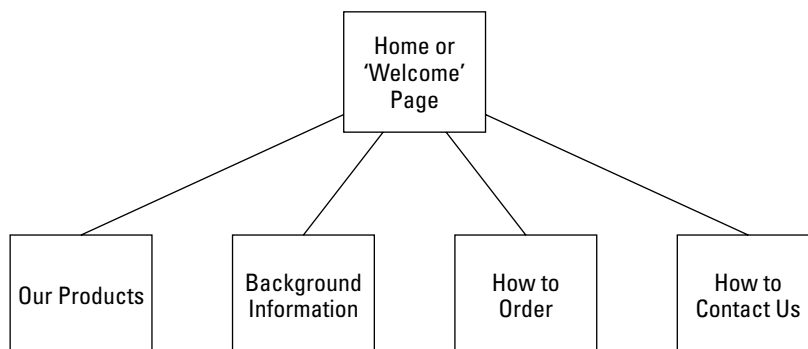 Home or
‘Welcome’
Page
Our Products
Background
Information
How to
Order
How to
Contact Us